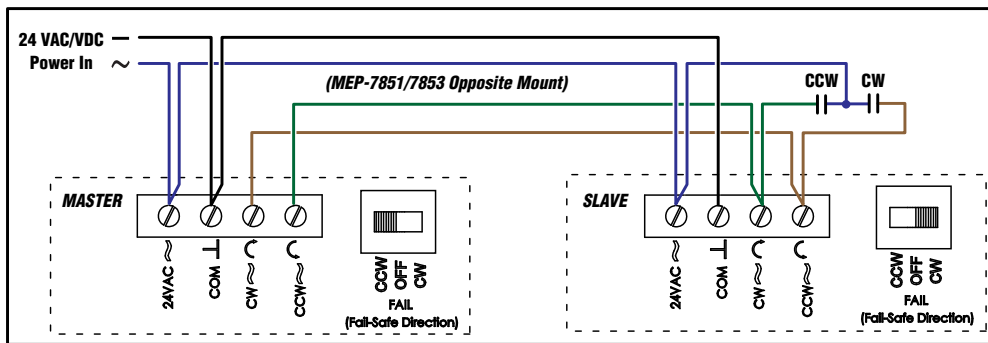 24 VAC/VDC —
Power In ~
(MEP-7851/7853 Opposite Mount)
CCW CW
MASTER
24VAC
COM
CW
CCW
CCW
OFF
CW
FAIL
(Fail-Safe Direction)
SLAVE
24VAC
COM
CW
CCW
CCW
OFF
CW
FAIL
(Fail-Safe Direction)